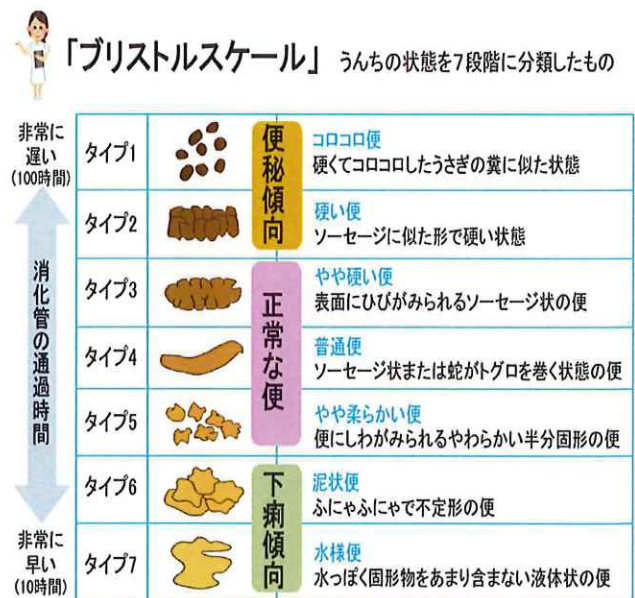 「ブリストルスケール」 うんちの状態を7段階に分類したもの
非常に
遅い
(100時間)
消化管の通過時間
非常に
早い
(10時間)
便秘傾向
正常な便
下痢傾向
タイプ1
コロコロ便
硬くてコロコロしたうさぎの糞に似た状態
タイプ2
硬い便
ソーセージに似た形で硬い状態
タイプ3
やや硬い便
表面にひびがみられるソーセージ状の便
タイプ4
普通便
ソーセージ状または蛇がトグロを巻く状態の便
タイプ5
やや柔らかい便
便にしわがみられるやわらかい半分固形の便
タイプ6
泥状便
ふにゃふにゃで不定形の便
タイプ7
水様便
水っぽく固形物をあまり含まない液体状の便